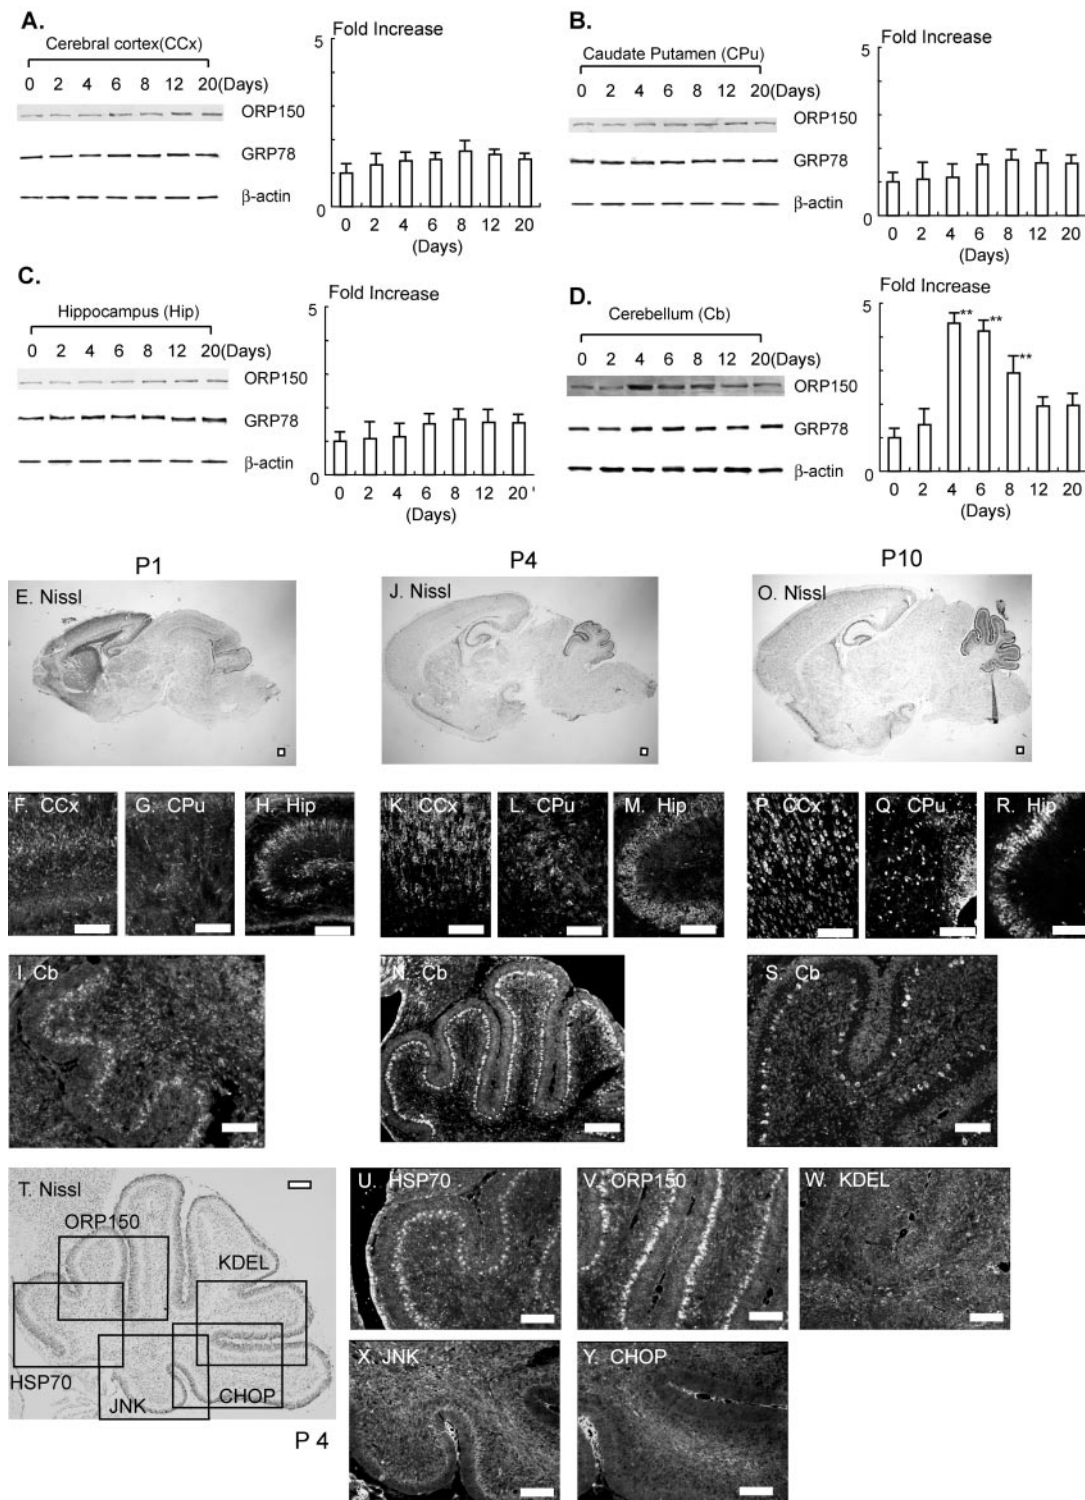 A.
Cerebral cortex(CCx)
0 2 4 6 8 12 20(Days)
ORP150
GRP78
β-actin
Fold Increase
5
0
0 2 4 6 8 12 20
(Days)
B.
Caudate Putamen (CPu)
0 2 4 6 8 12 20(Days)
ORP150
GRP78
β-actin
Fold Increase
5
0
0 2 4 6 8 12 20
(Days)
C.
Hippocampus (Hip)
0 2 4 6 8 12 20(Days)
ORP150
GRP78
β-actin
Fold Increase
5
0
0 2 4 6 8 12 20
(Days)
D.
Cerebellum (Cb)
0 2 4 6 8 12 20(Days)
ORP150
GRP78
β-actin
Fold Increase
5
** ** **
0
0 2 4 6 8 12 20
(Days)
P1 P4 P10
E. Nissl J. Nissl O. Nissl
F. CCx G. CPu H. Hip K. CCx L. CPu M. Hip P. CCx Q. CPu R. Hip
I. Cb N. Cb S. Cb
T. Nissl
ORP150
KDEL
HSP70
JNK
CHOP
P 4
U. HSP70 V. ORP150 W. KDEL
X. JNK Y. CHOP